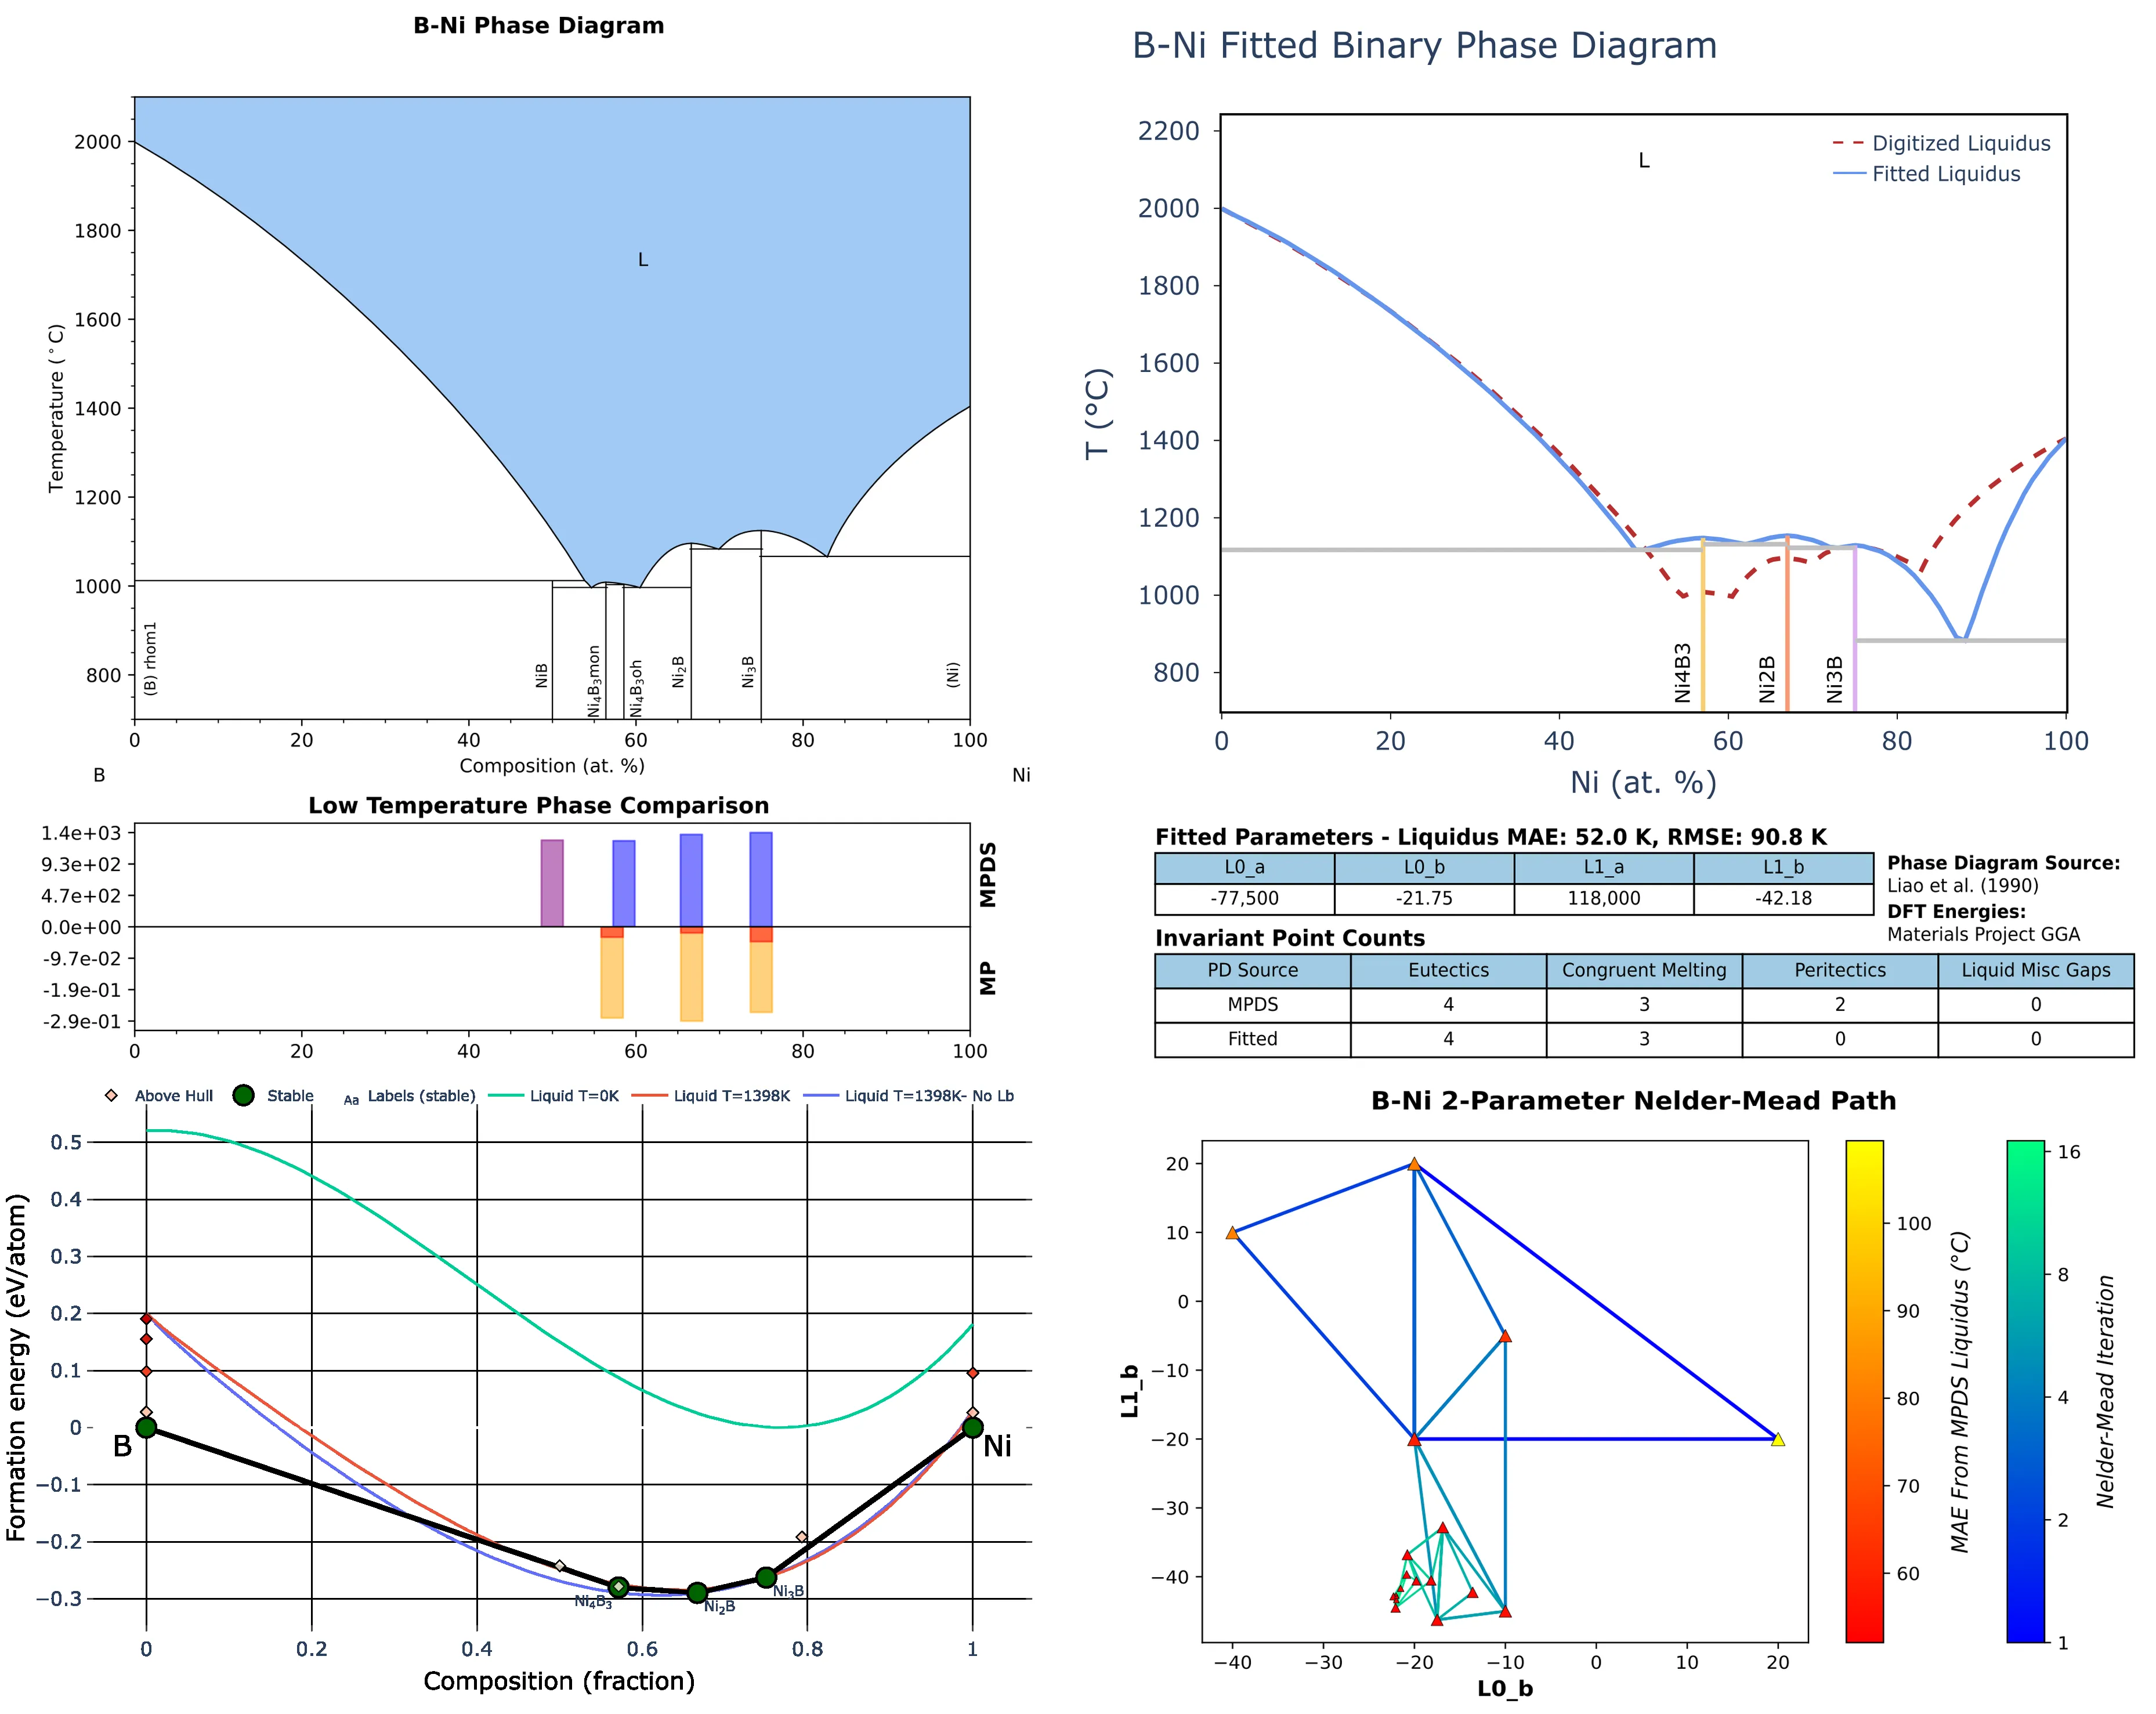 B-Ni Phase Diagram
2000
1800
1600
1400
1200
1000
800
Temperature (°C)
L
(B) rhom1
NiB
Ni4B3mon
Ni4B3oh
Ni2B
Ni3B
(Ni)
0 20 40 60 80 100
Composition (at. %)
B Ni
B-Ni Fitted Binary Phase Diagram
2200
2000
1800
1600
1400
1200
1000
800
T (°C)
L
Digitized Liquidus
Fitted Liquidus
Ni4B3
Ni2B
Ni3B
0 20 40 60 80 100
Ni (at. %)
Low Temperature Phase Comparison
1.4e+03
9.3e+02
4.7e+02
0.0e+00
-9.7e-02
-1.9e-01
-2.9e-01
MPDS
MP
0 20 40 60 80 100
Fitted Parameters - Liquidus MAE: 52.0 K, RMSE: 90.8 K
L0_a L0_b L1_a L1_b
-77,500 -21.75 118,000 -42.18
Phase Diagram Source:
Liao et al. (1990)
DFT Energies:
Materials Project GGA
Invariant Point Counts
PD Source Eutectics Congruent Melting Peritectics Liquid Misc Gaps
MPDS 4 3 2 0
Fitted 4 3 0 0
Above Hull Stable Aa Labels (stable) Liquid T=0K Liquid T=1398K Liquid T=1398K- No Lb
0.5
0.4
0.3
0.2
0.1
0
−0.1
−0.2
−0.3
Formation energy (eV/atom)
B
Ni
Ni4B3
Ni2B
Ni3B
0 0.2 0.4 0.6 0.8 1
Composition (fraction)
B-Ni 2-Parameter Nelder-Mead Path
20
10
0
−10
−20
−30
−40
L1_b
−40 −30 −20 −10 0 10 20
L0_b
100
90
80
70
60
MAE From MPDS Liquidus (°C)
16
8
4
2
1
Nelder-Mead Iteration